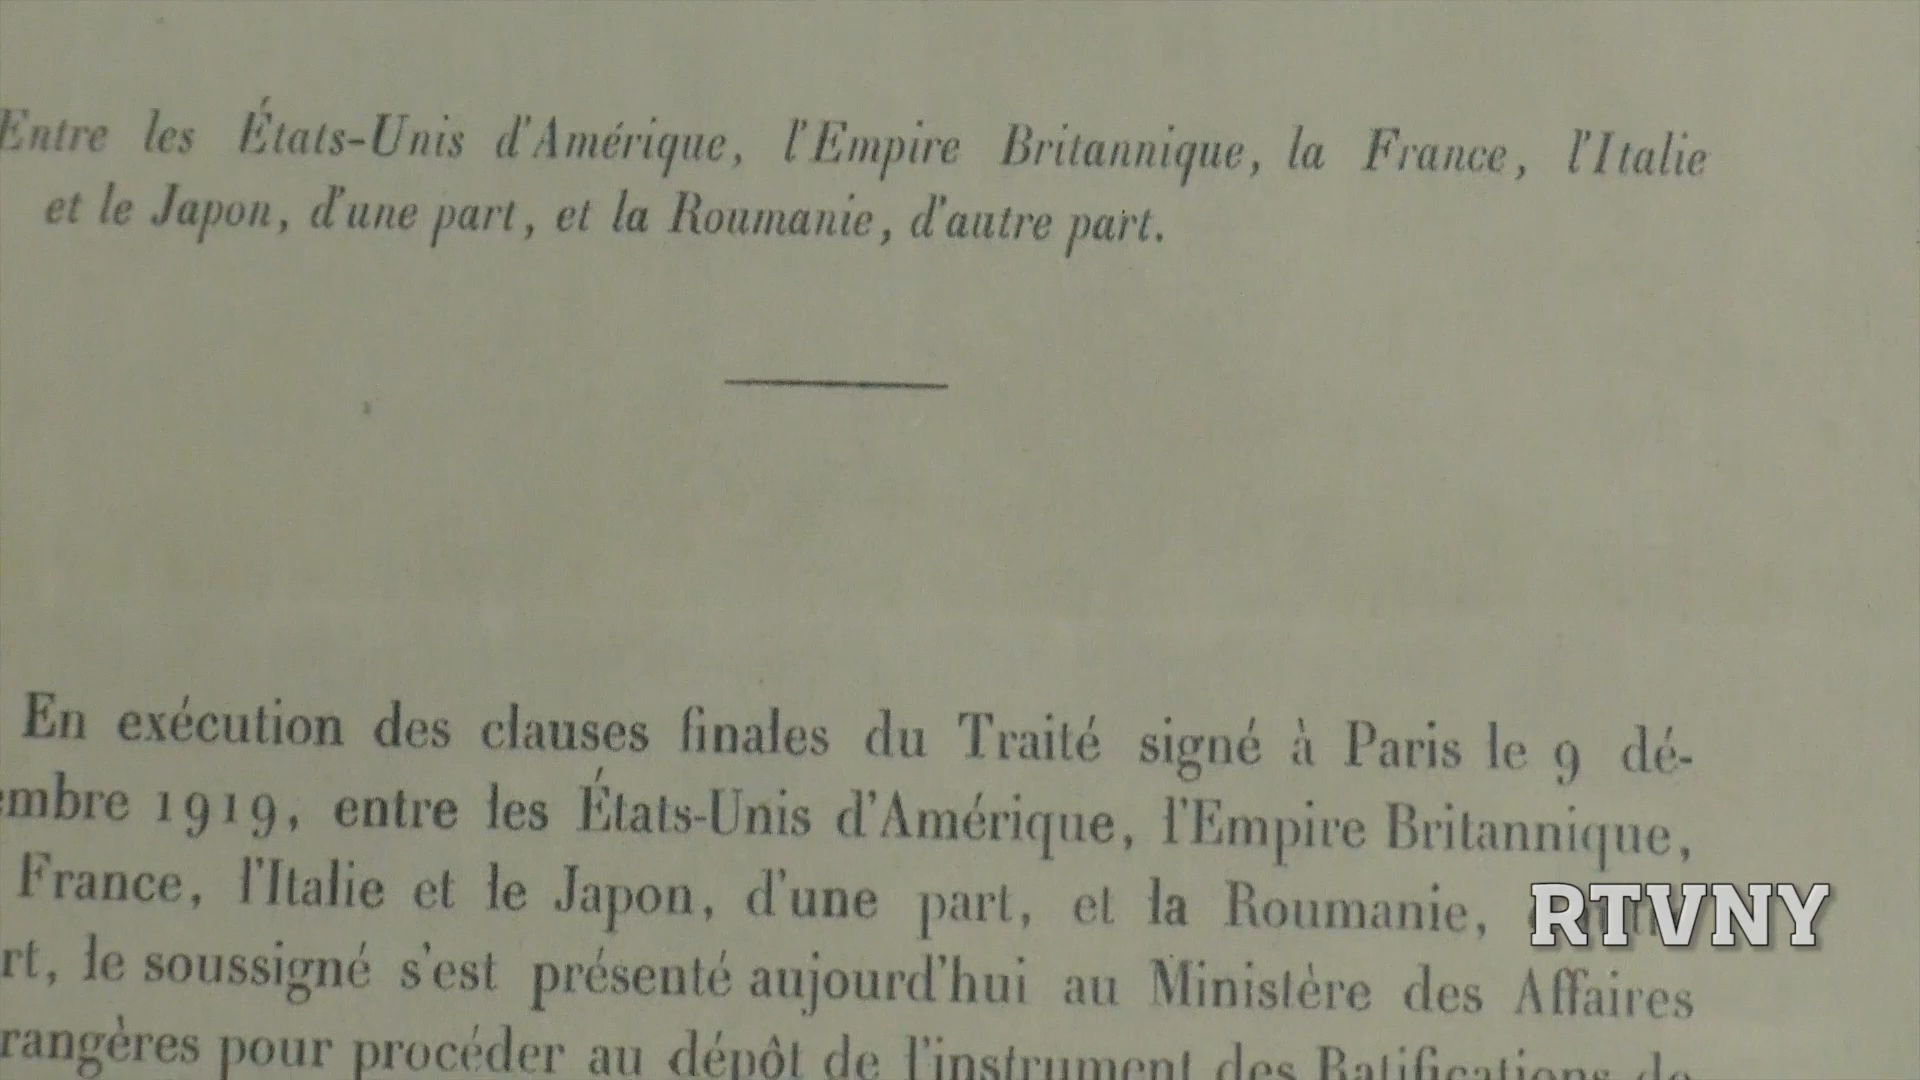 Entre les États-Unis d'Amérique, l'Empire Britannique, la France, l'Italie
et le Japon, d'une part, et la Roumanie, d'autre part.
En exécution des clauses finales du Traité signé à Paris le 9 dé-
embre 1919, entre les États-Unis d'Amérique, l'Empire Britannique,
France, l'Italie et le Japon, d'une part, et la Roumanie,
RTVNY
rt, le soussigné s'est présenté aujourd'hui au Ministère des Affaires
rangères pour procéder au dépôt de l'instrument des Ratifications de